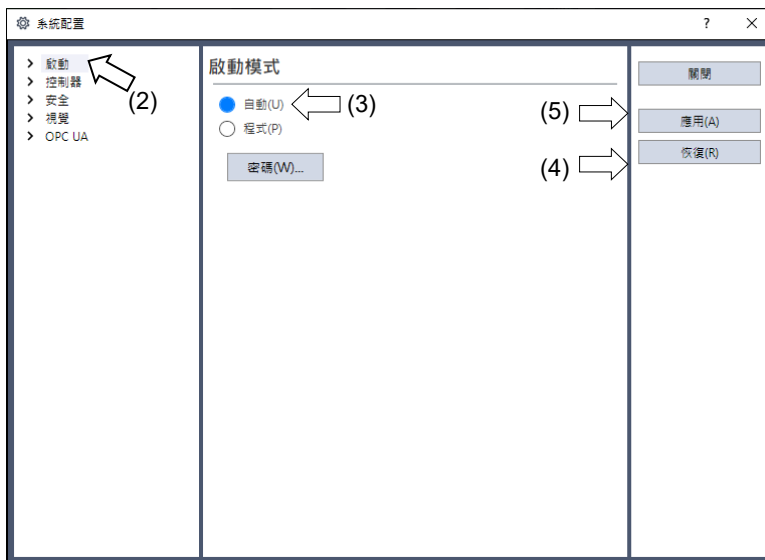 系統配置
?
啟動
控制器
安全
視覺
OPC UA
(2)
啟動模式
自動(U)
(3)
程式(P)
密碼(W)...
(5)
(4)
關閉
應用(A)
恢復(R)